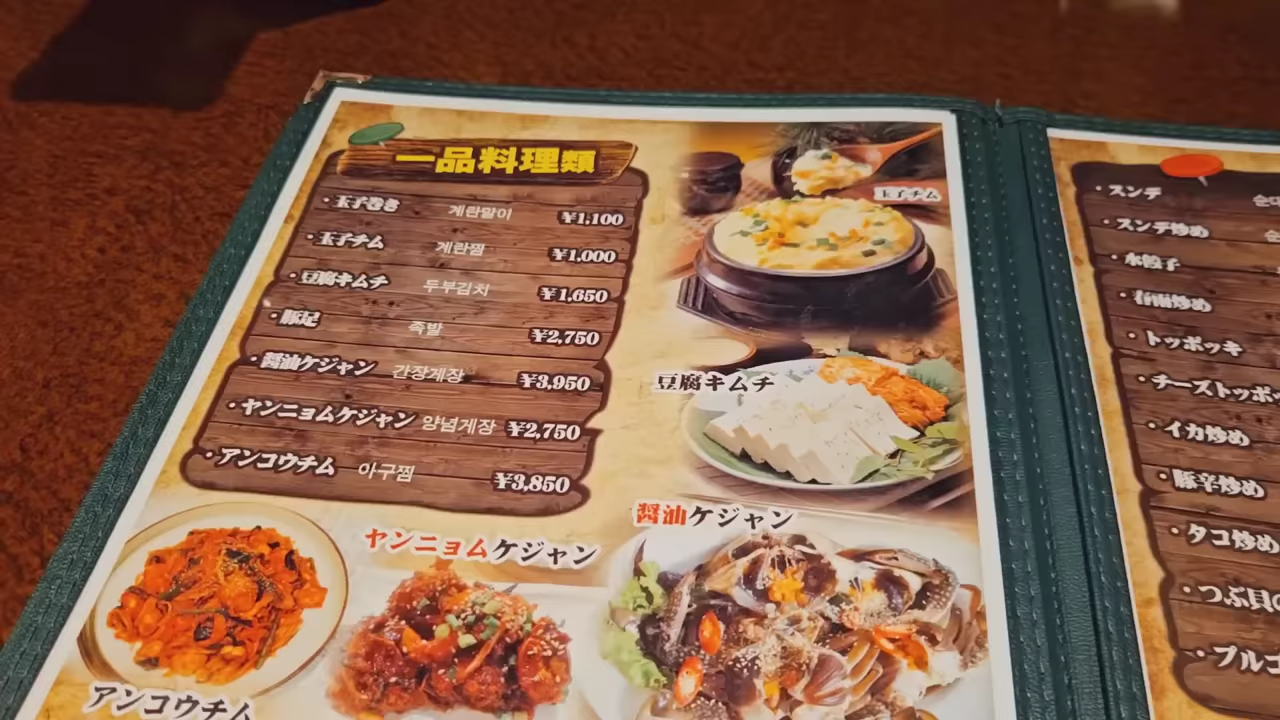 一品料理類
・玉子巻き 계란말이 ¥1,100
・玉子チム 계란찜 ¥1,000
・豆腐キムチ 두부김치 ¥1,650
・豚足 족발 ¥2,750
・醤油ケジャン 간장게장 ¥3,950
・ヤンニョムケジャン 양념게장 ¥2,750
・アンコウチム 아구찜 ¥3,850
玉子チム
豆腐キムチ
醤油ケジャン
ヤンニョムケジャン
アンコウチム
・スンデ
・スンデ炒め
・水餃子
・春雨炒め
・トッポッキ
・チーズトッポ
・イカ炒め
・豚辛炒め
・タコ炒め
・つぶ貝の
・プルコ